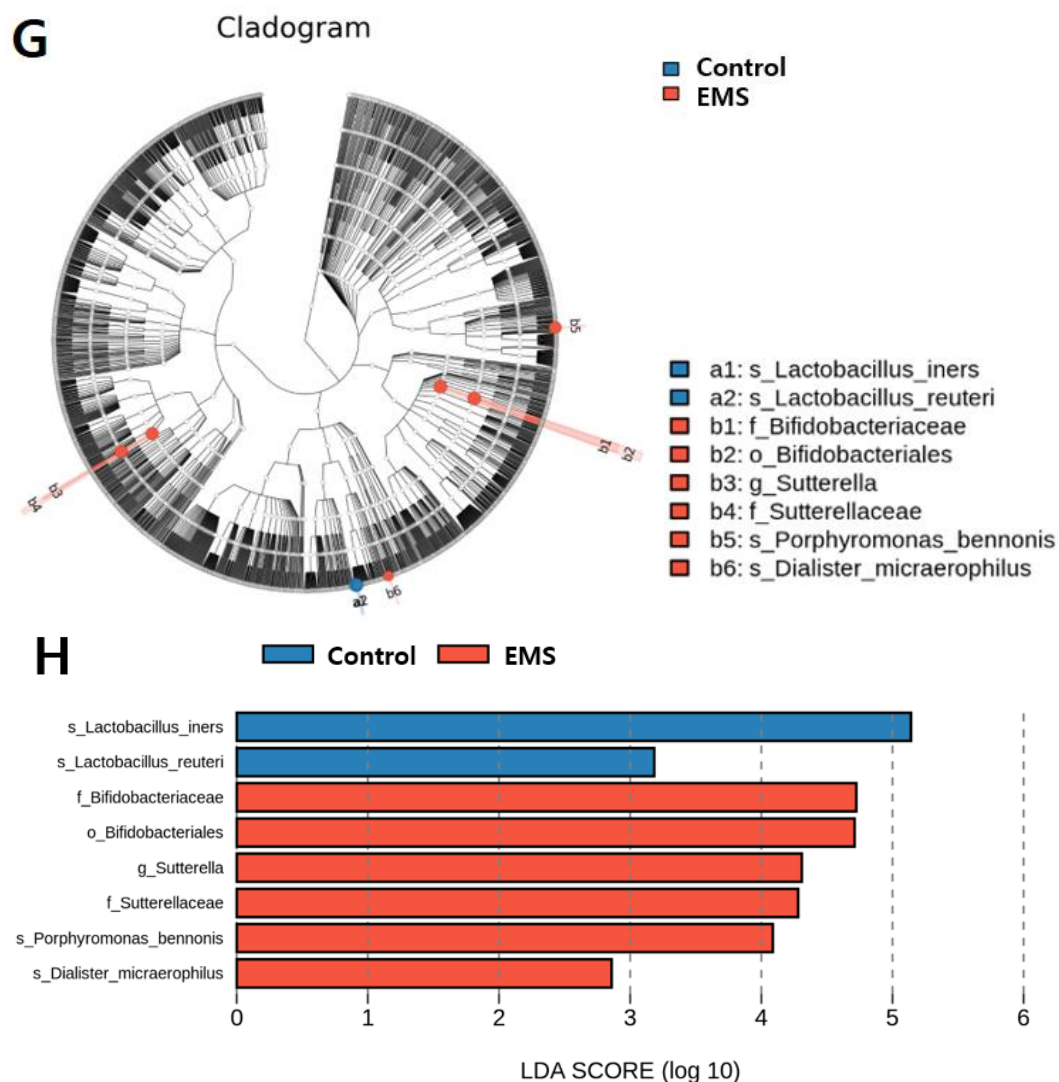 G
Cladogram
Control
EMS
b5
b1
b2
b3
b4
a2
b6
a1: s_Lactobacillus_iners
a2: s_Lactobacillus_reuteri
b1: f_Bifidobacteriaceae
b2: o_Bifidobacteriales
b3: g_Sutterella
b4: f_Sutterellaceae
b5: s_Porphyromonas_bennonis
b6: s_Dialister_micraerophilus
H
Control EMS
s_Lactobacillus_iners
s_Lactobacillus_reuteri
f_Bifidobacteriaceae
o_Bifidobacteriales
g_Sutterella
f_Sutterellaceae
s_Porphyromonas_bennonis
s_Dialister_micraerophilus
0 1 2 3 4 5 6
LDA SCORE (log 10)